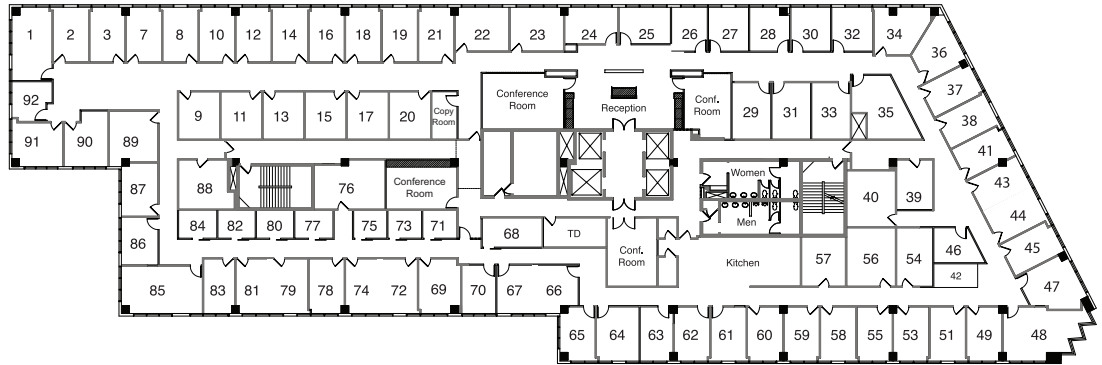 1 2 3 7 8 10 12 14 16 18 19 21 22 23 24 25 26 27 28 30 32 34
36
92
Conference
Room
Reception
Conf.
Room
37
9 11 13 15 17 20 Copy
Room
29 31 33 35
38
91 90 89
41
87 88 76
Conference
Room
Women
Men
40 39 43
44
84 82 80 77 75 73 71
86
68 TD
Conf.
Room
Kitchen
57 56 54 46
42
45
47
85 83 81 79 78 74 72 69 70 67 66
65 64 63 62 61 60 59 58 55 53 51 49 48